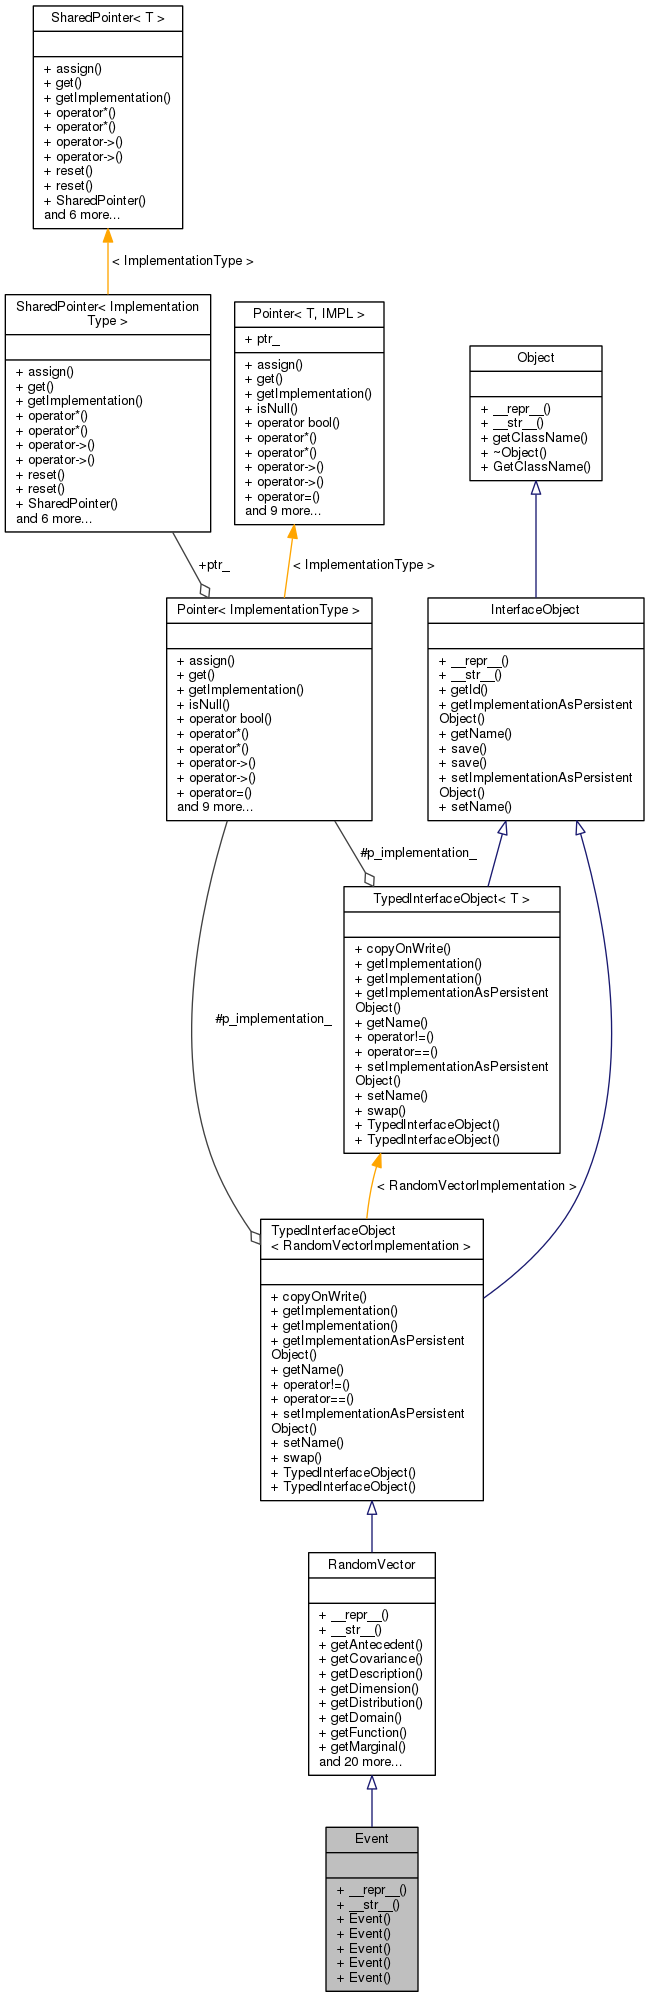 SharedPointer< T >
+ assign()
+ get()
+ getImplementation()
+ operator*()
+ operator*()
+ operator->()
+ operator->()
+ reset()
+ reset()
+ SharedPointer()
and 6 more...
< ImplementationType >
SharedPointer< Implementation
Type >
+ assign()
+ get()
+ getImplementation()
+ operator*()
+ operator*()
+ operator->()
+ operator->()
+ reset()
+ reset()
+ SharedPointer()
and 6 more...
Pointer< T, IMPL >
+ ptr_
+ assign()
+ get()
+ getImplementation()
+ isNull()
+ operator bool()
+ operator*()
+ operator*()
+ operator->()
+ operator->()
+ operator=()
and 9 more...
Object
+ __repr__()
+ __str__()
+ getClassName()
+ ~Object()
+ GetClassName()
+ptr_
< ImplementationType >
Pointer< ImplementationType >
+ assign()
+ get()
+ getImplementation()
+ isNull()
+ operator bool()
+ operator*()
+ operator*()
+ operator->()
+ operator->()
+ operator=()
and 9 more...
InterfaceObject
+ __repr__()
+ __str__()
+ getId()
+ getImplementationAsPersistent
Object()
+ getName()
+ save()
+ save()
+ setImplementationAsPersistent
Object()
+ setName()
#p_implementation_
TypedInterfaceObject< T >
+ copyOnWrite()
+ getImplementation()
+ getImplementation()
+ getImplementationAsPersistent
Object()
+ getName()
+ operator!=()
+ operator==()
+ setImplementationAsPersistent
Object()
+ setName()
+ swap()
+ TypedInterfaceObject()
+ TypedInterfaceObject()
#p_implementation_
< RandomVectorImplementation >
TypedInterfaceObject
< RandomVectorImplementation >
+ copyOnWrite()
+ getImplementation()
+ getImplementation()
+ getImplementationAsPersistent
Object()
+ getName()
+ operator!=()
+ operator==()
+ setImplementationAsPersistent
Object()
+ setName()
+ swap()
+ TypedInterfaceObject()
+ TypedInterfaceObject()
RandomVector
+ __repr__()
+ __str__()
+ getAntecedent()
+ getCovariance()
+ getDescription()
+ getDimension()
+ getDistribution()
+ getDomain()
+ getFunction()
+ getMarginal()
and 20 more...
Event
+ __repr__()
+ __str__()
+ Event()
+ Event()
+ Event()
+ Event()
+ Event()